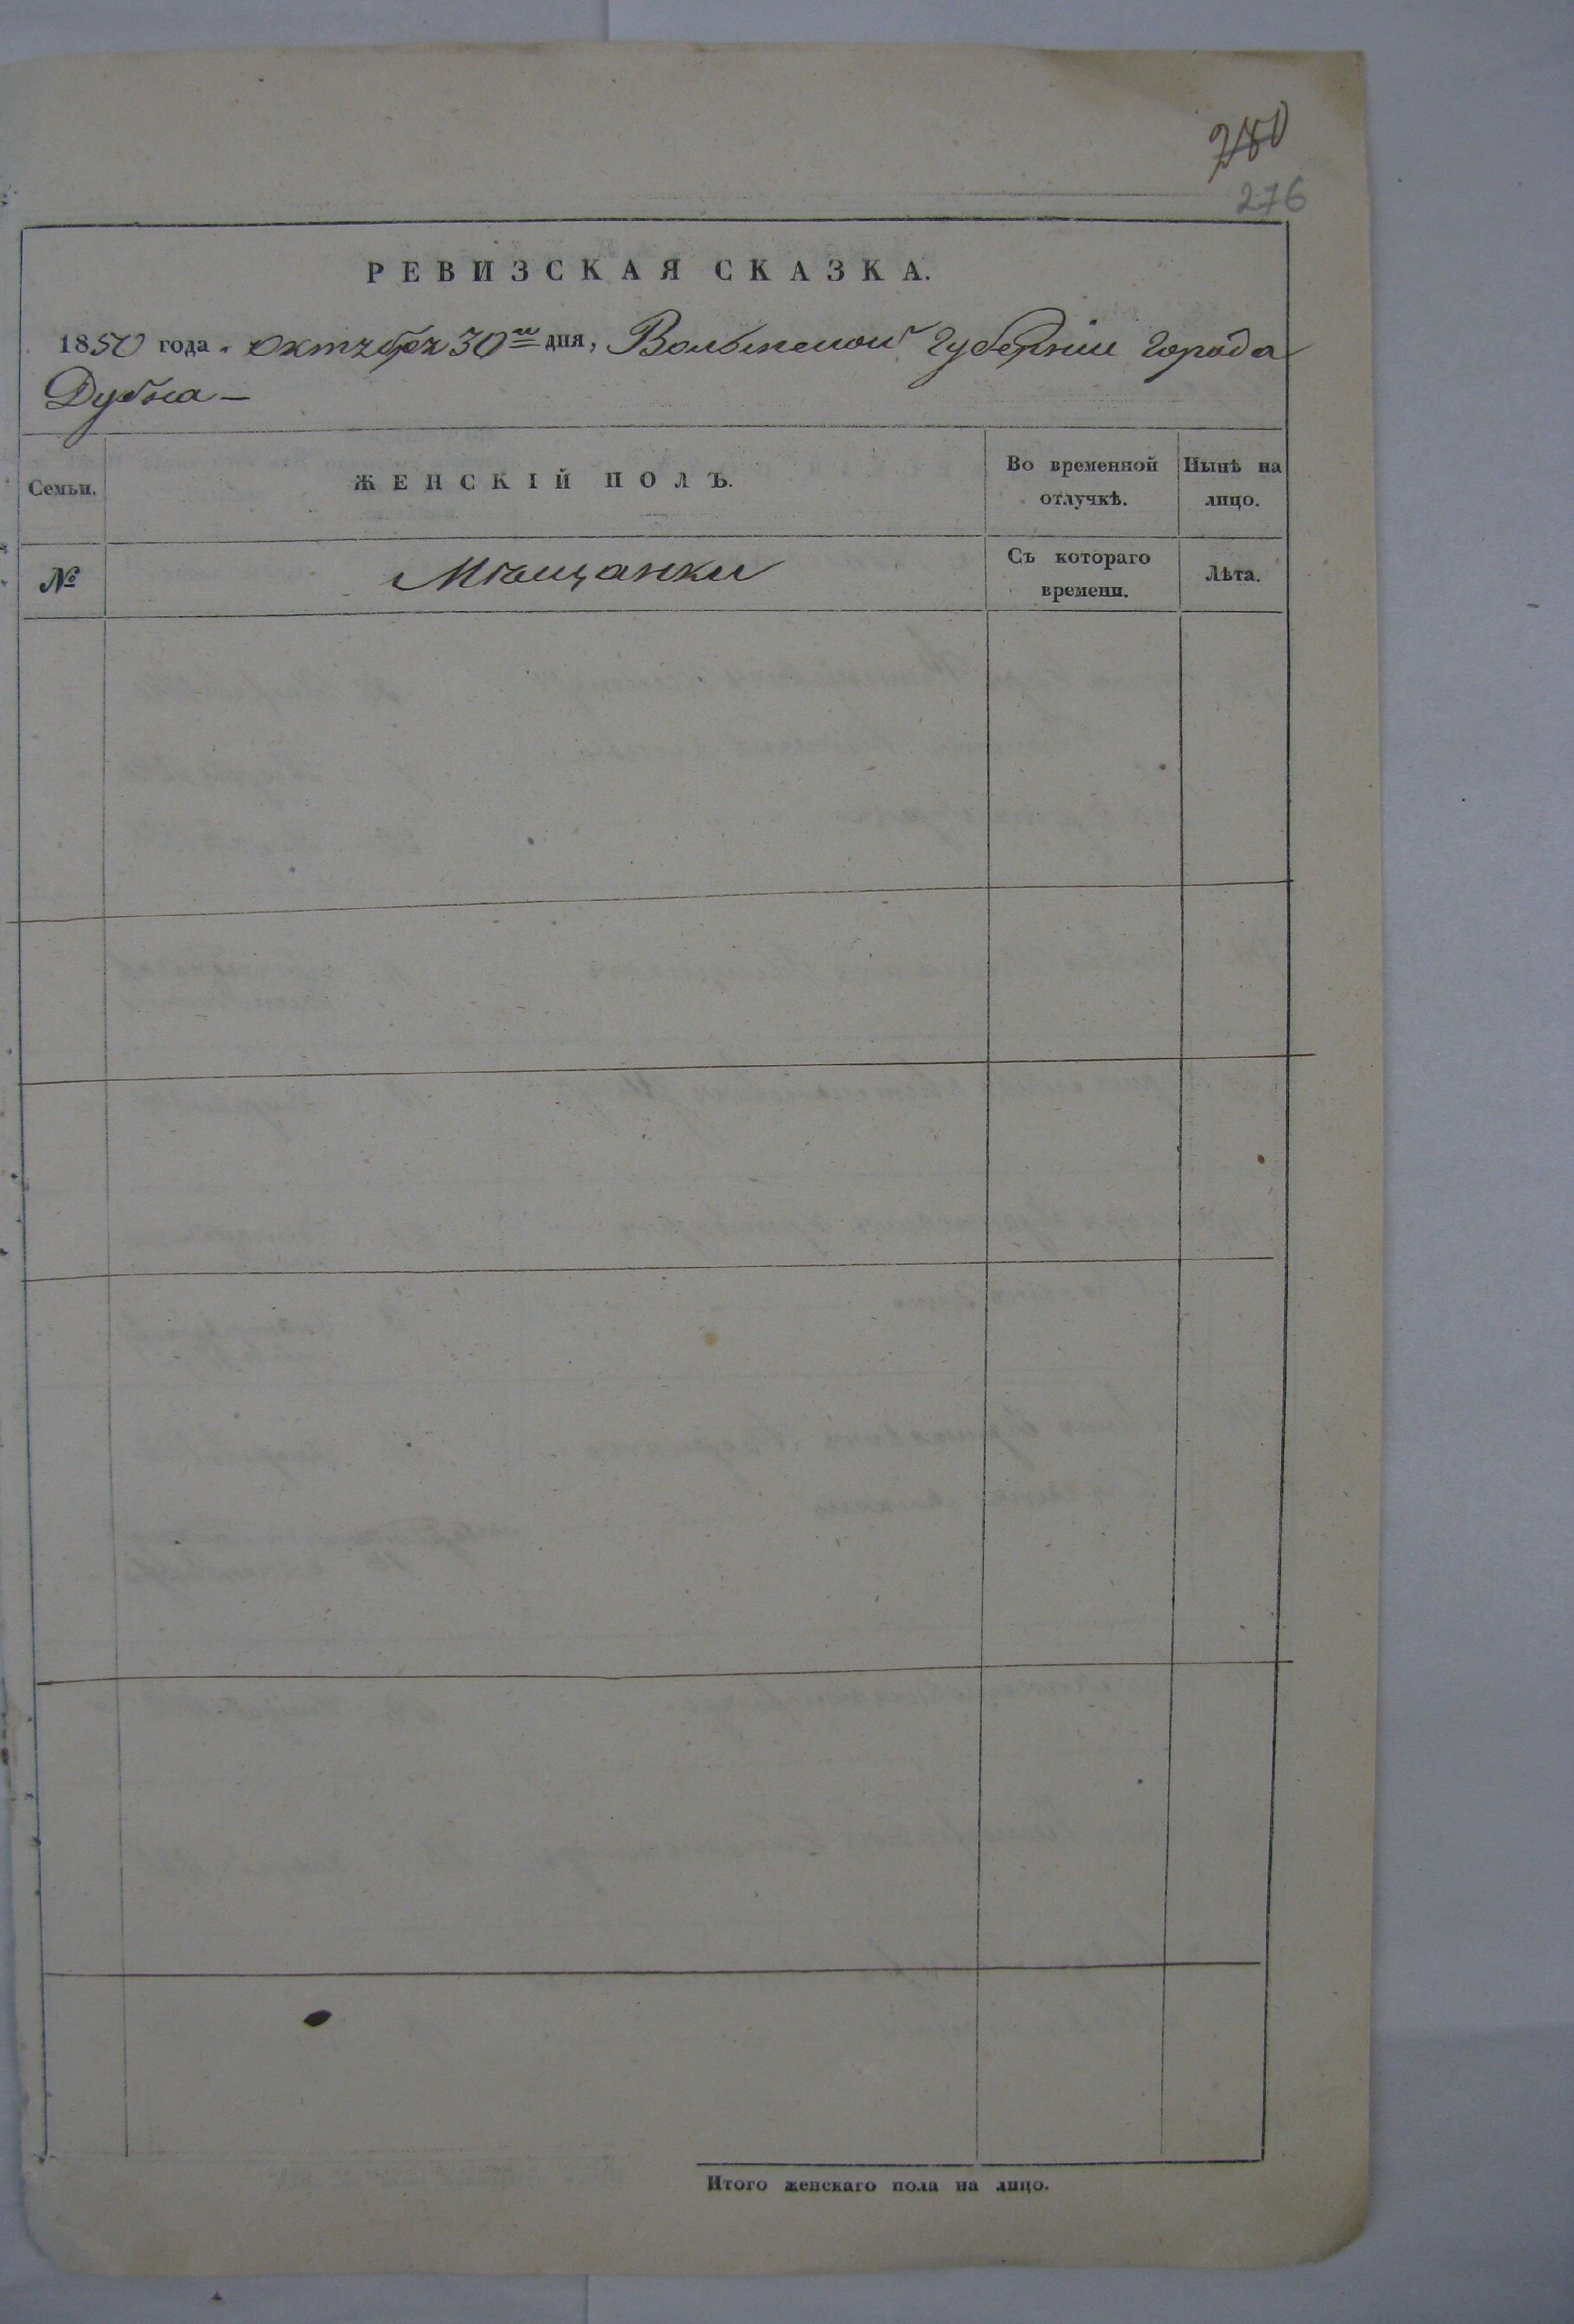 280
276
РЕВИЗСКАЯ СКАЗКА.
1850 года октября 30го дня, Волынской Губернии Города
Дубна —
Семьи.
ЖЕНСКІЙ ПОЛЪ.
Во временной отлучкѣ.
Нынѣ на лицо.
№
Мѣщанки
Съ котораго времени.
Лѣта.
Итого женскаго пола на лицо.